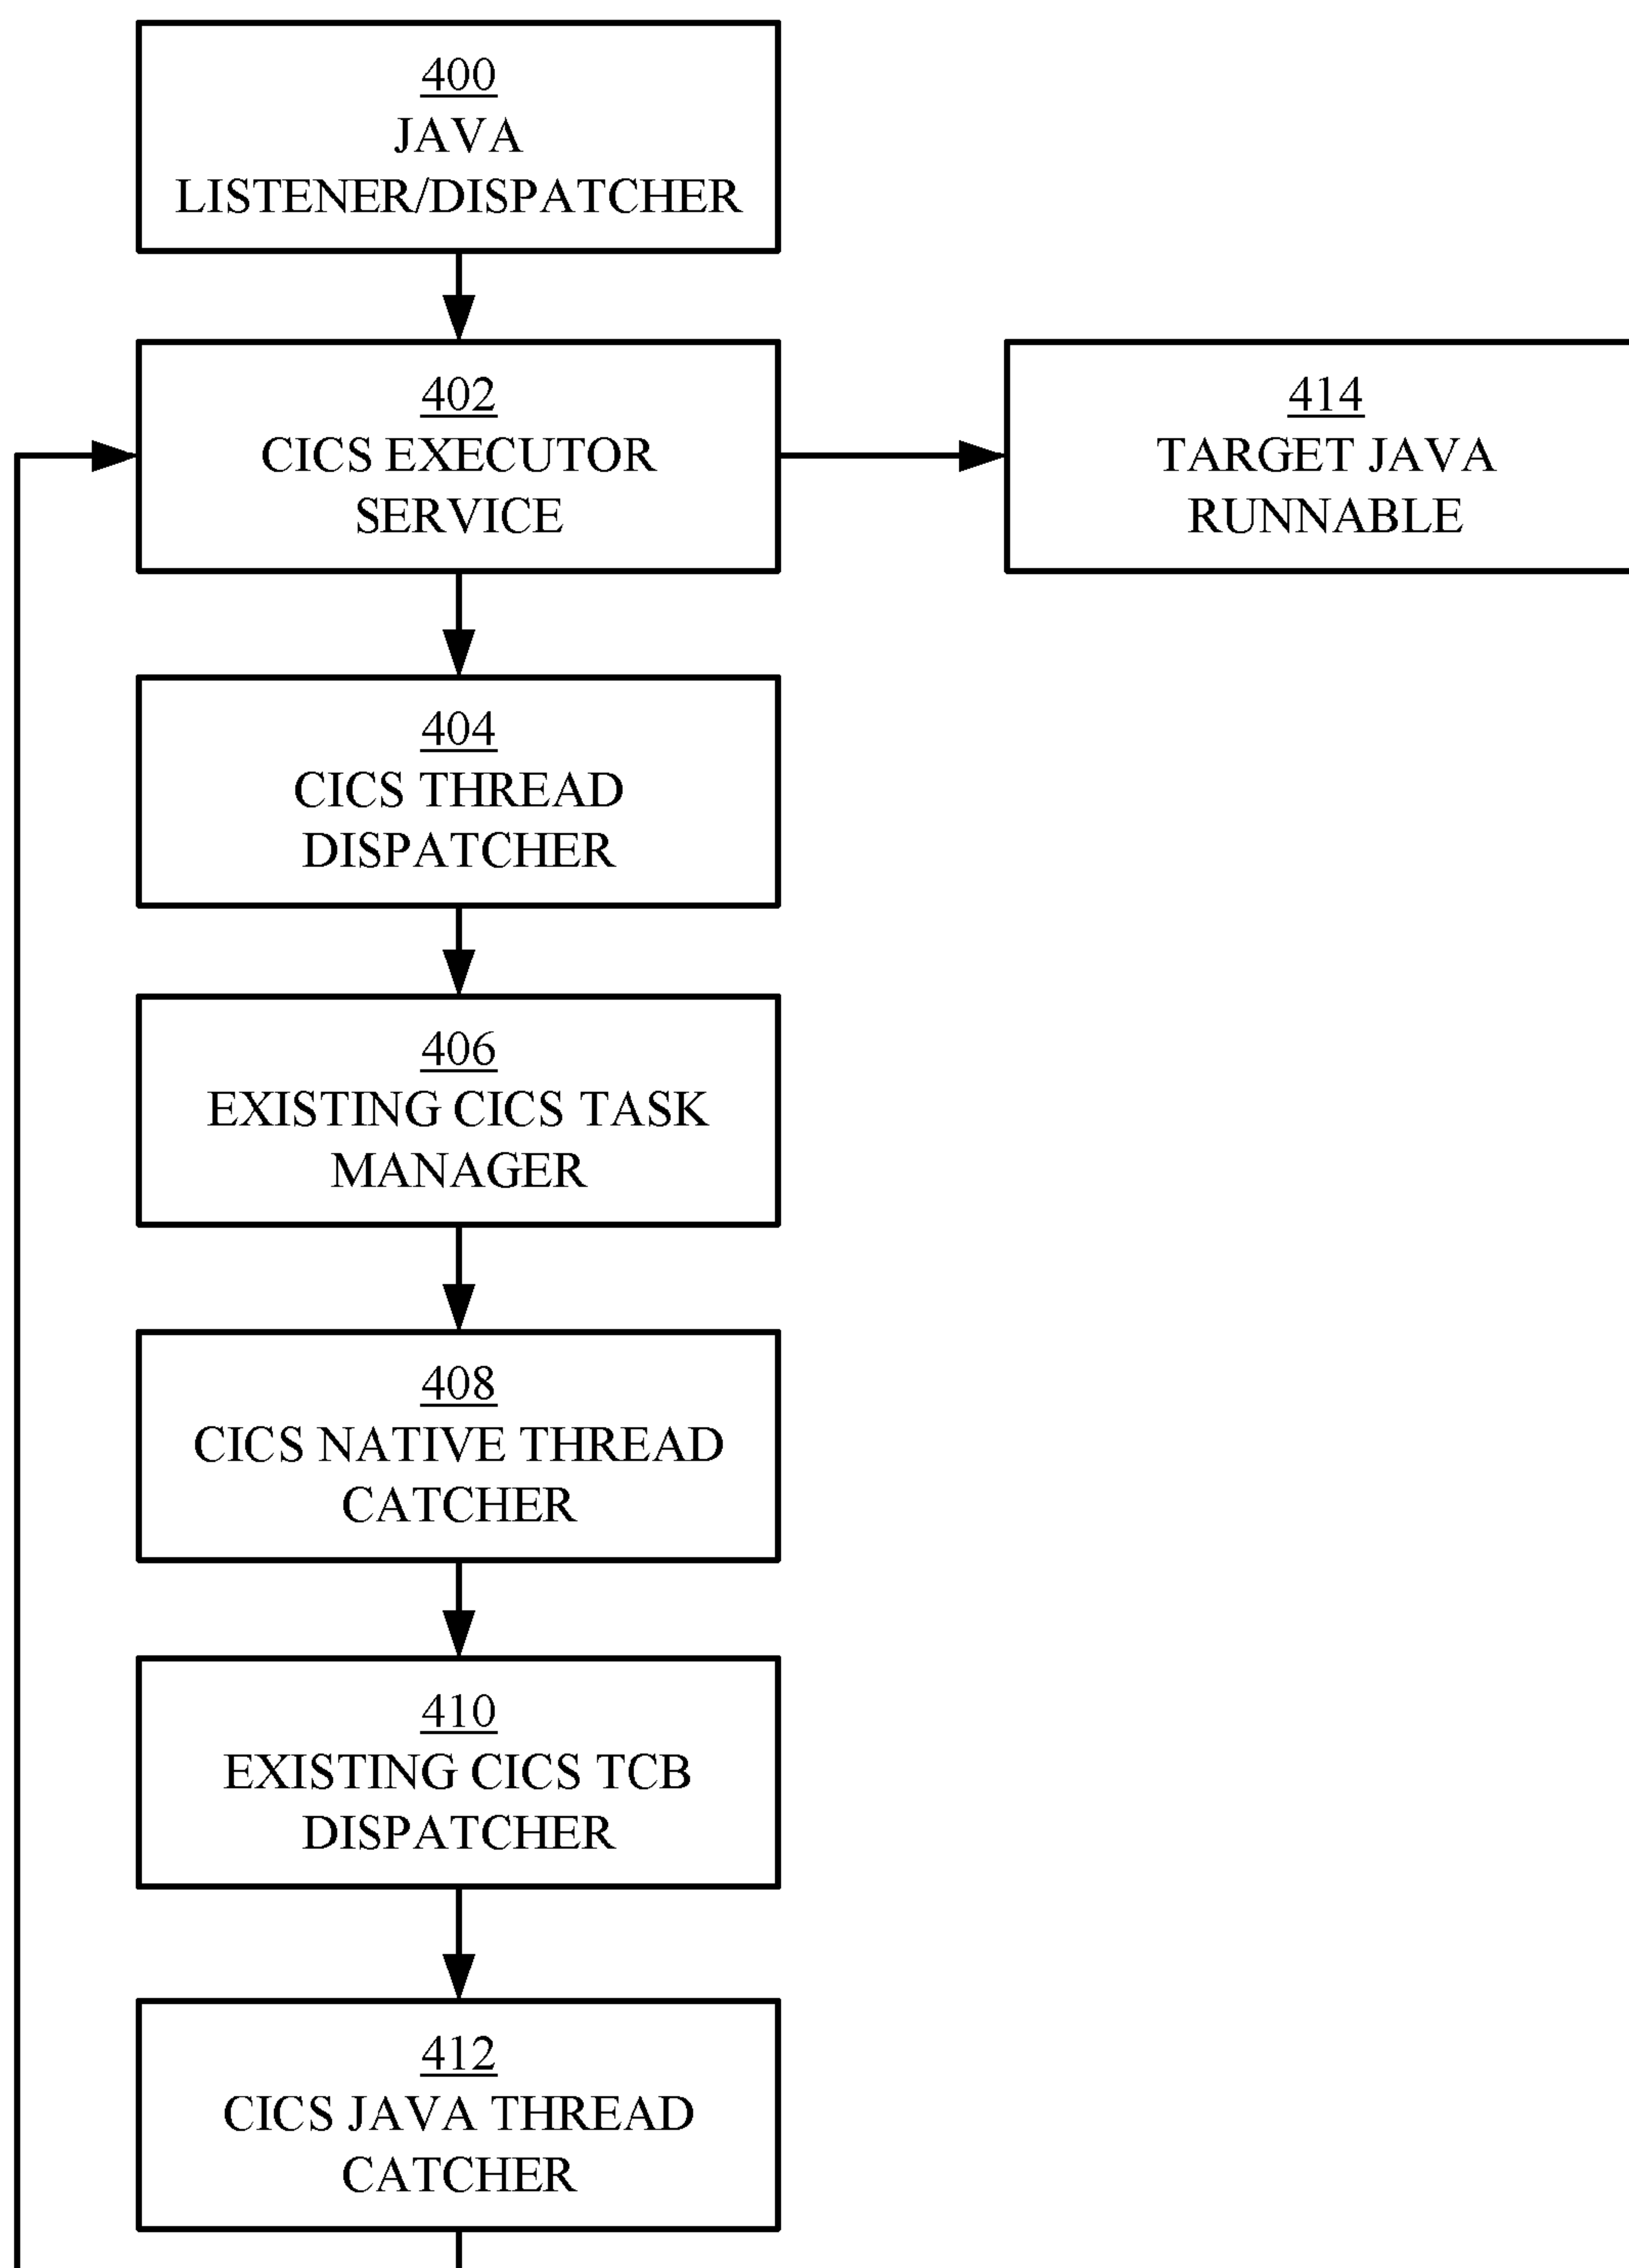 400
JAVA
LISTENER/DISPATCHER
402
CICS EXECUTOR
SERVICE
414
TARGET JAVA
RUNNABLE
404
CICS THREAD
DISPATCHER
406
EXISTING CICS TASK
MANAGER
408
CICS NATIVE THREAD
CATCHER
410
EXISTING CICS TCB
DISPATCHER
412
CICS JAVA THREAD
CATCHER